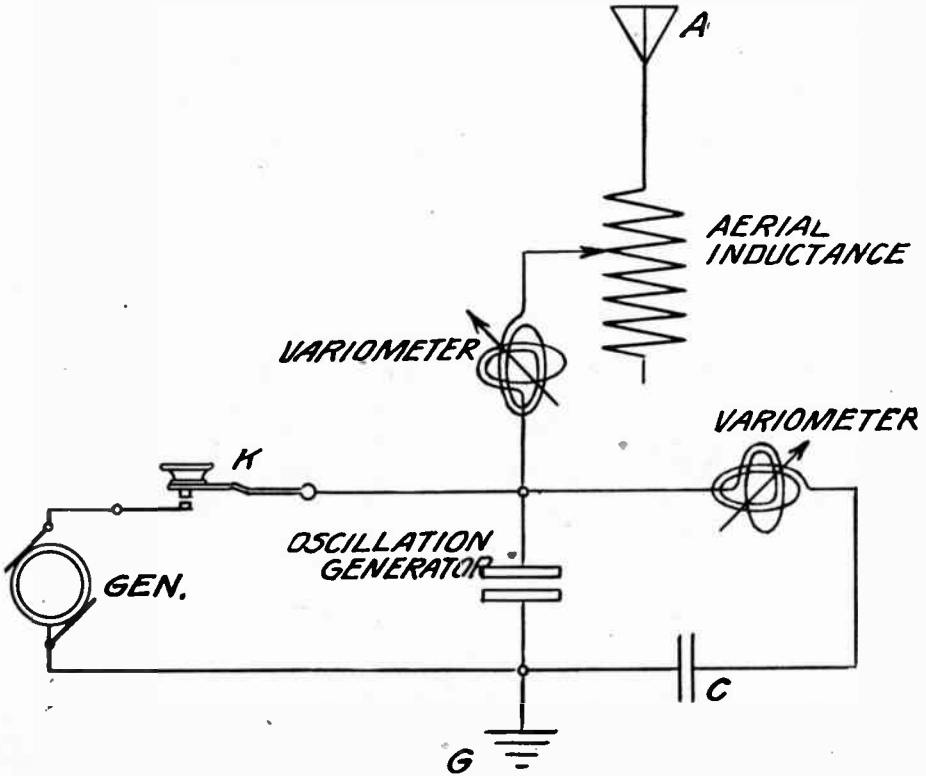 A
AERIAL
INDUCTANCE
VARIOMETER
VARIOMETER
K
OSCILLATION
GENERATOR
GEN.
C
G